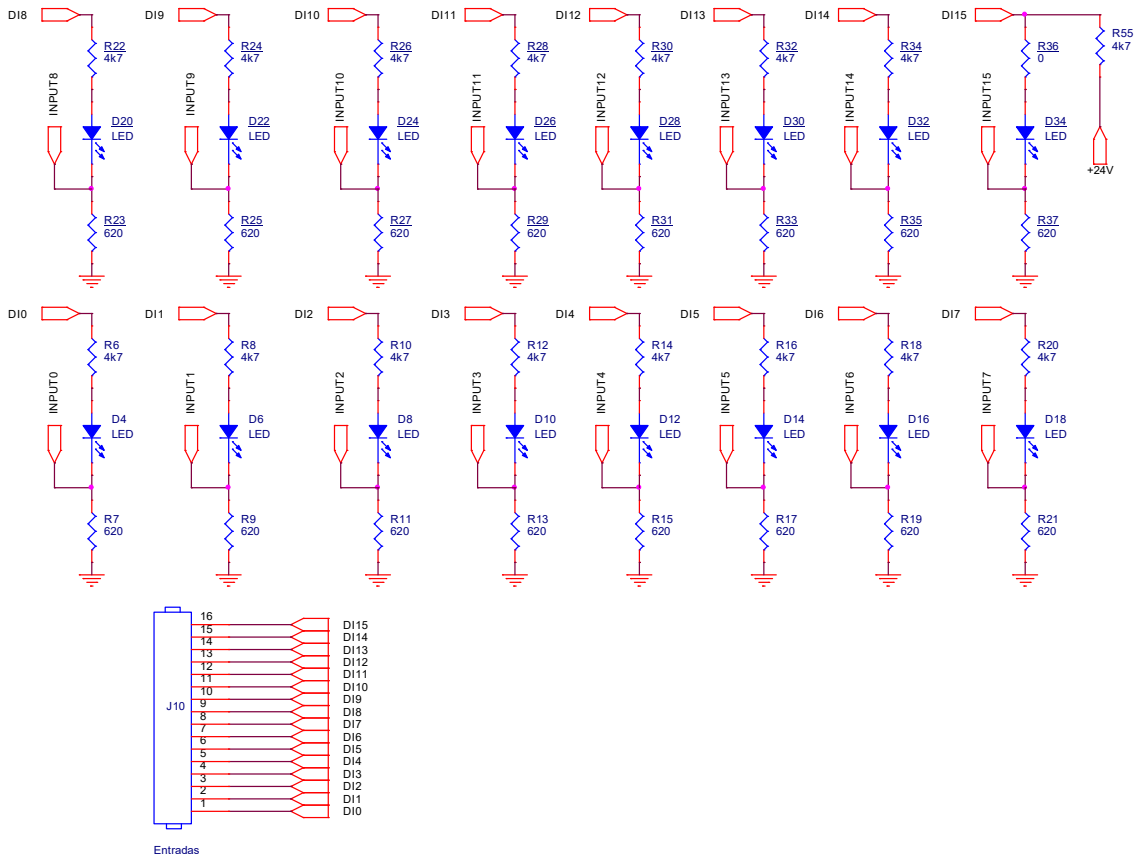 DI8 DI9 DI10 DI11 DI12 DI13 DI14 DI15
R22 R24 R26 R28 R30 R32 R34 R36 R55
4k7 4k7 4k7 4k7 4k7 4k7 4k7 0 4k7
INPUT8 INPUT9 INPUT10 INPUT11 INPUT12 INPUT13 INPUT14 INPUT15
D20 D22 D24 D26 D28 D30 D32 D34
LED LED LED LED LED LED LED LED
+24V
R23 R25 R27 R29 R31 R33 R35 R37
620 620 620 620 620 620 620 620
DI0 DI1 DI2 DI3 DI4 DI5 DI6 DI7
R6 R8 R10 R12 R14 R16 R18 R20
4k7 4k7 4k7 4k7 4k7 4k7 4k7 4k7
INPUT0 INPUT1 INPUT2 INPUT3 INPUT4 INPUT5 INPUT6 INPUT7
D4 D6 D8 D10 D12 D14 D16 D18
LED LED LED LED LED LED LED LED
R7 R9 R11 R13 R15 R17 R19 R21
620 620 620 620 620 620 620 620
16 DI15
15 DI14
14 DI13
13 DI12
12 DI11
11 DI10
10 DI9
J10
9 DI8
8 DI7
7 DI6
6 DI5
5 DI4
4 DI3
3 DI2
2 DI1
1 DI0
Entradas